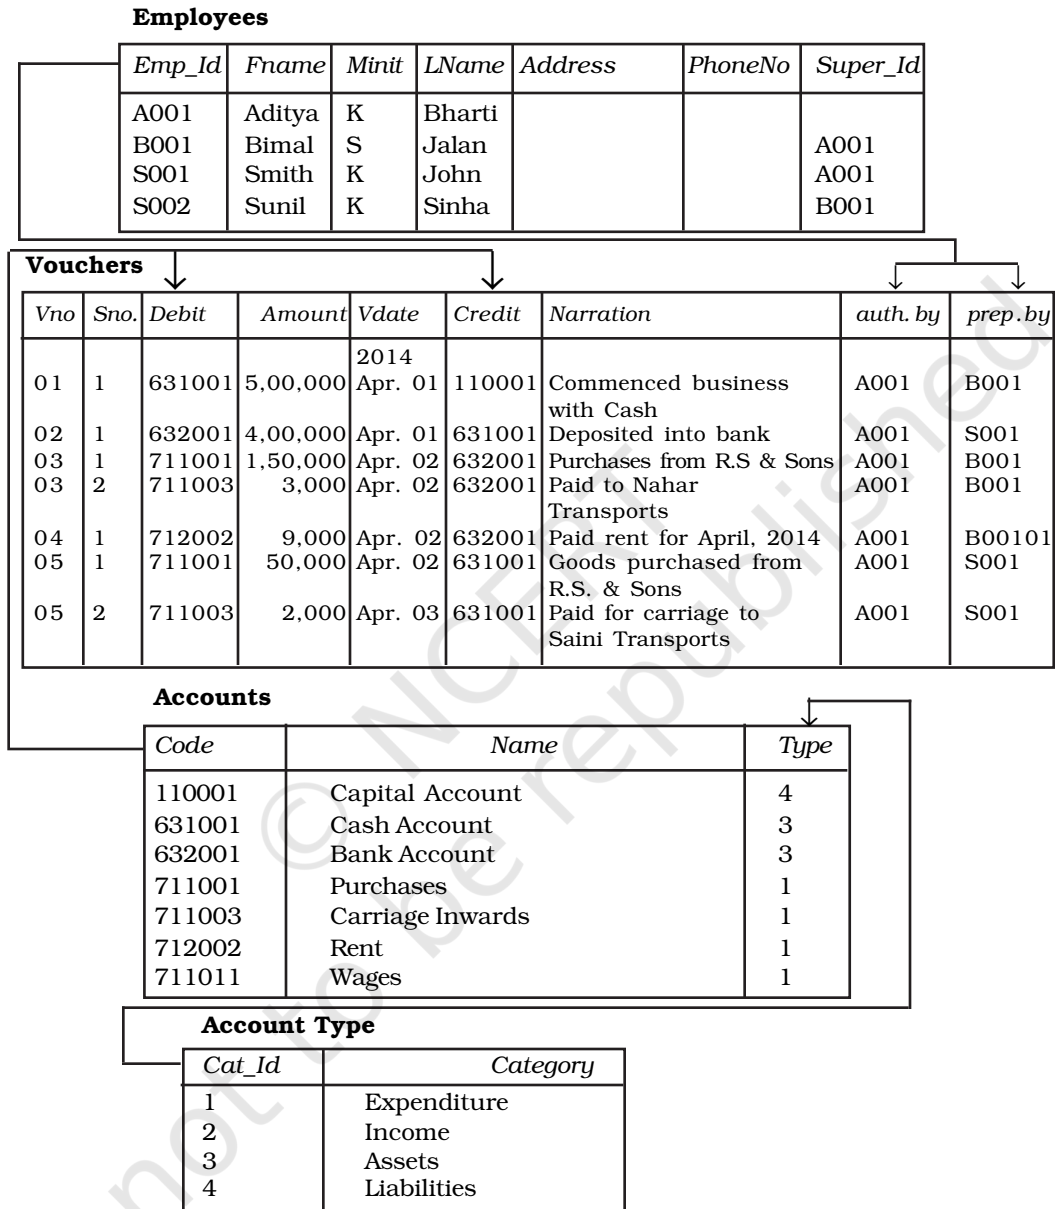 Employees
Emp_Id Fname Minit LName Address PhoneNo Super_Id
A001 Aditya K Bharti
B001 Bimal S Jalan A001
S001 Smith K John A001
S002 Sunil K Sinha B001
Vouchers
Vno Sno. Debit Amount Vdate Credit Narration auth.by prep.by
2014
01 1 631001 5,00,000 Apr. 01 110001 Commenced business A001 B001
with Cash
02 1 632001 4,00,000 Apr. 01 631001 Deposited into bank A001 S001
03 1 711001 1,50,000 Apr. 02 632001 Purchases from R.S & Sons A001 B001
03 2 711003 3,000 Apr. 02 632001 Paid to Nahar A001 B001
Transports
04 1 712002 9,000 Apr. 02 632001 Paid rent for April, 2014 A001 B00101
05 1 711001 50,000 Apr. 02 631001 Goods purchased from A001 S001
R.S. & Sons
05 2 711003 2,000 Apr. 03 631001 Paid for carriage to A001 S001
Saini Transports
Accounts
Code Name Type
110001 Capital Account 4
631001 Cash Account 3
632001 Bank Account 3
711001 Purchases 1
711003 Carriage Inwards 1
712002 Rent 1
711011 Wages 1
Account Type
Cat_Id Category
1 Expenditure
2 Income
3 Assets
4 Liabilities
© NCERT
not to be republished